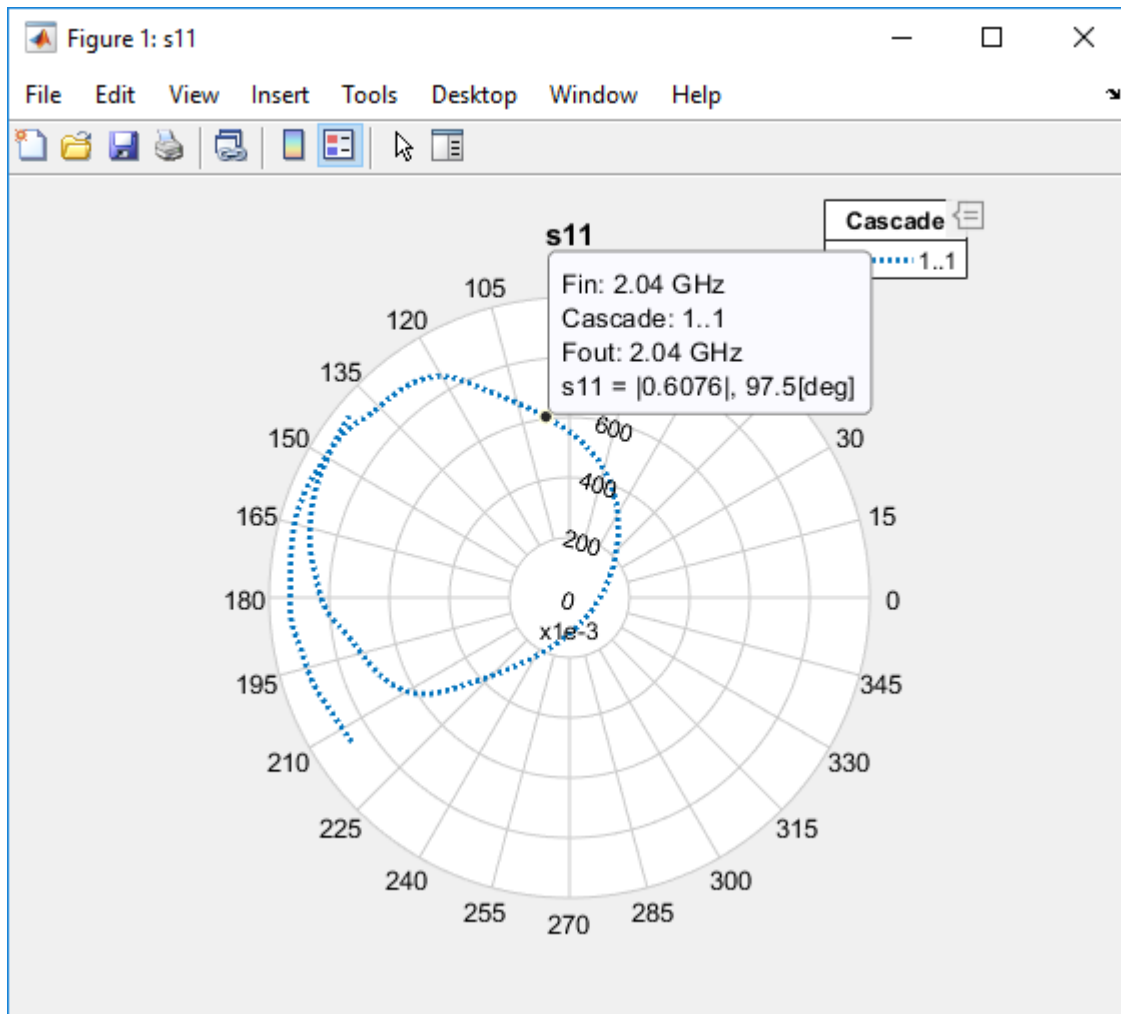 Figure 1: s11
File Edit View Insert Tools Desktop Window Help
Cascade
1..1
s11
Fin: 2.04 GHz
Cascade: 1..1
Fout: 2.04 GHz
s11 = |0.6076|, 97.5[deg]
105
120
135
150
30
165
15
180
0
195
345
210
330
225
315
240
300
255
285
270
600
400
200
0
x1e-3